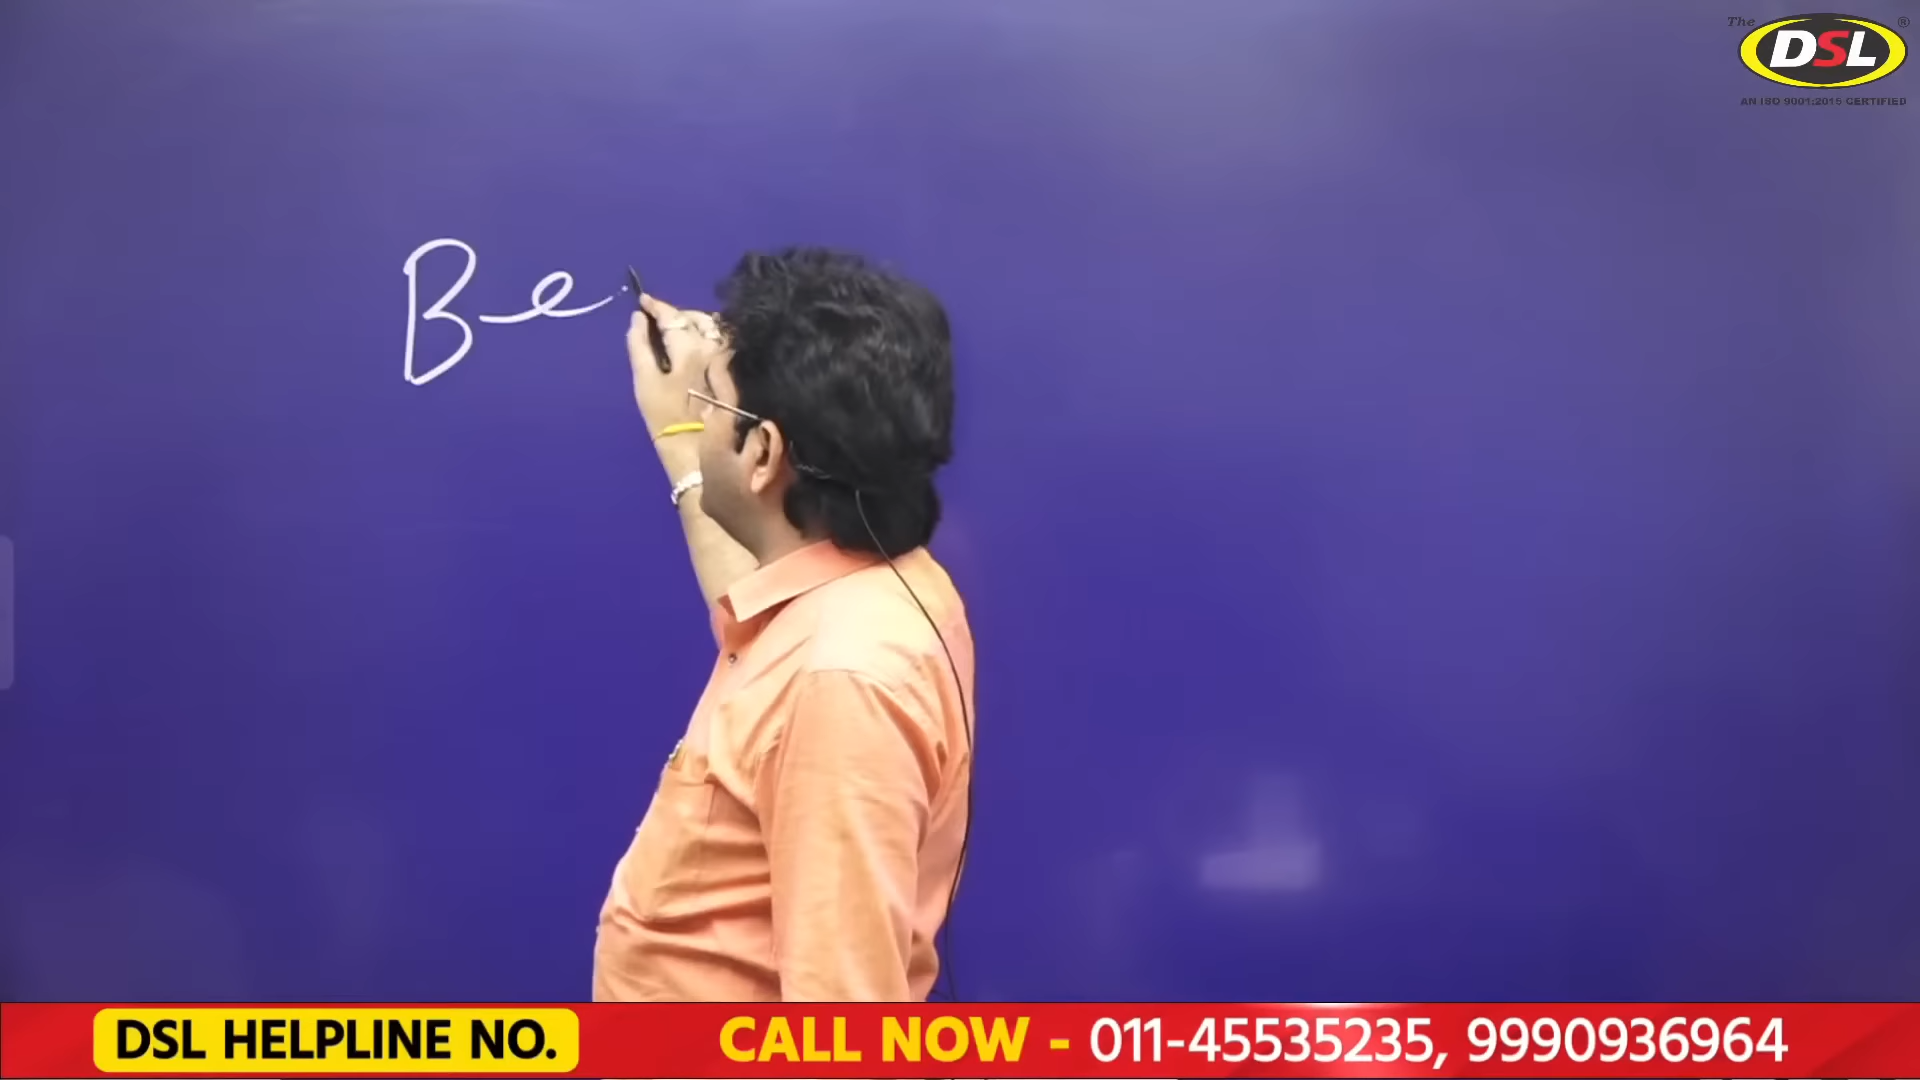 The DSL ®
AN ISO 9001:2015 CERTIFIED
Be
DSL HELPLINE NO. CALL NOW - 011-45535235, 9990936964